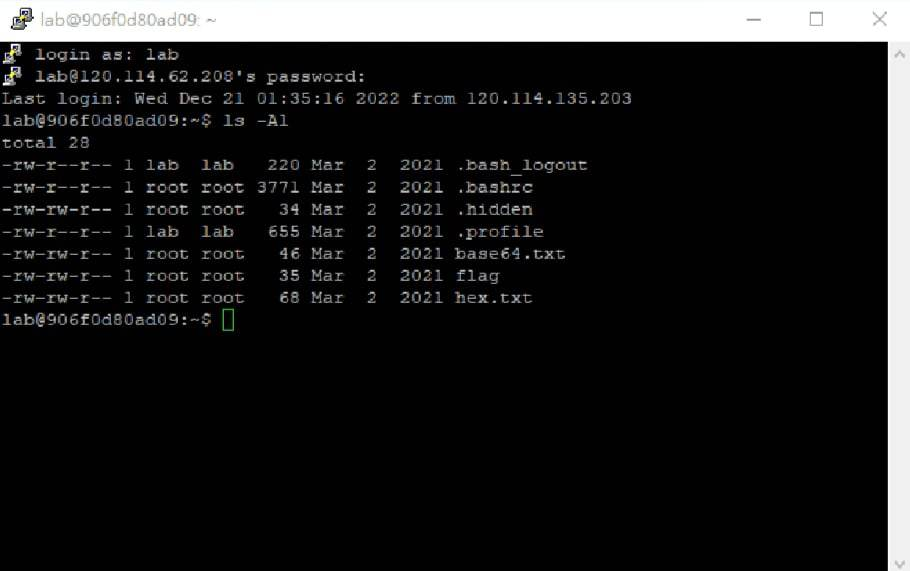 lab@906f0d80ad09: ~
login as: lab
lab@120.114.62.208's password:
Last login: Wed Dec 21 01:35:16 2022 from 120.114.135.203
lab@906f0d80ad09:~$ ls -Al
total 28
-rw-r--r-- 1 lab  lab   220 Mar  2  2021 .bash_logout
-rw-r--r-- 1 root root 3771 Mar  2  2021 .bashrc
-rw-rw-r-- 1 root root   34 Mar  2  2021 .hidden
-rw-r--r-- 1 lab  lab   655 Mar  2  2021 .profile
-rw-rw-r-- 1 root root   46 Mar  2  2021 base64.txt
-rw-rw-r-- 1 root root   35 Mar  2  2021 flag
-rw-rw-r-- 1 root root   68 Mar  2  2021 hex.txt
lab@906f0d80ad09:~$